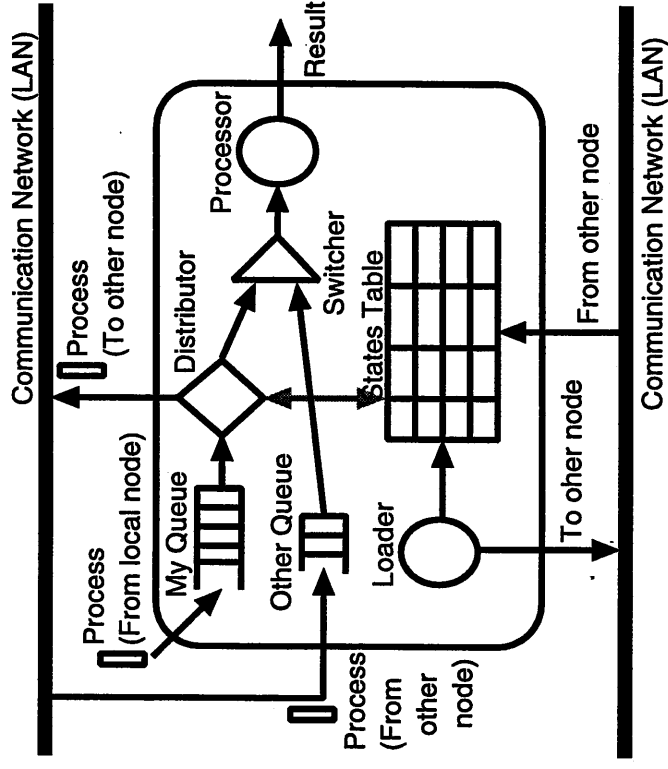 Communication Network (LAN)
Process
(To other node)
Process
(From local node)
Distributor
Processor
Result
My Queue
Switcher
Other Queue
States Table
Process
(From
other
node)
Loader
To oher node
From other node
Communication Network (LAN)